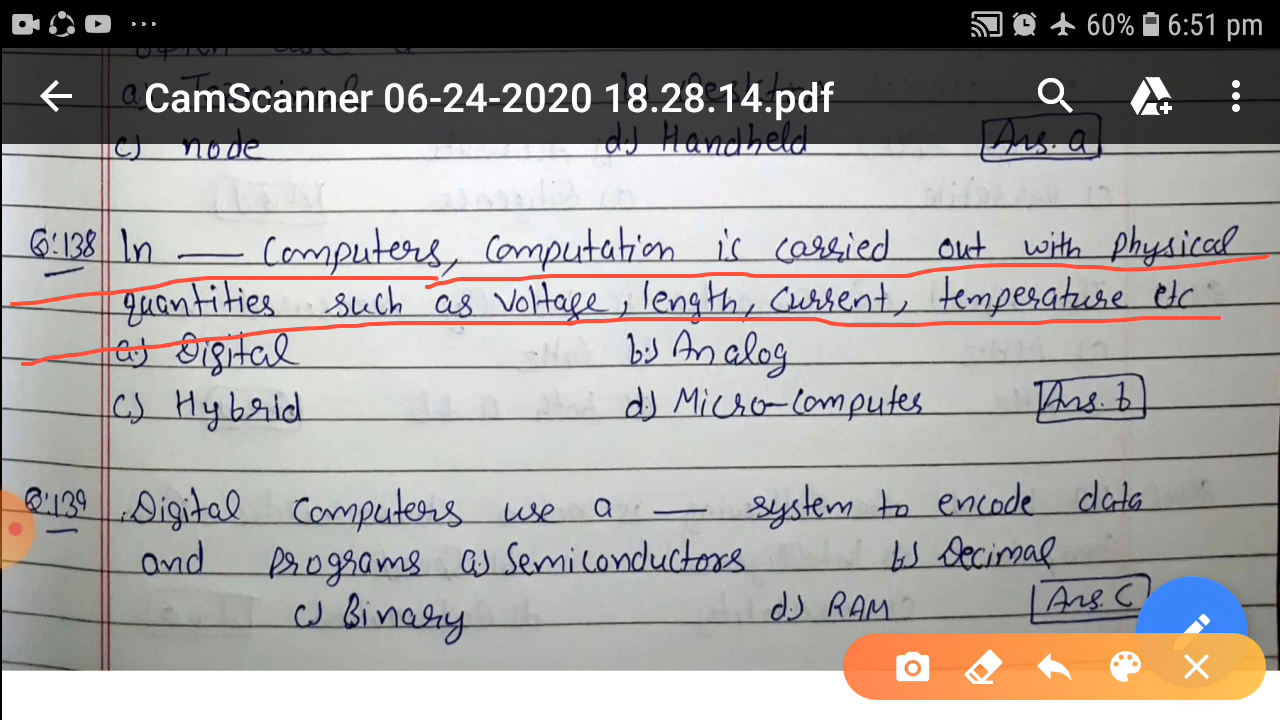 60% 6:51 pm
CamScanner 06-24-2020 18.28.14.pdf
c) node d.) Handheld Ans. a
Q:138 In — Computers, Computation is carried out with physical
quantities such as voltage, length, current, temperature etc
a.) Digital b.) Analog
c.) Hybrid d.) Micro-computes Ans. b
Q:139 Digital computers use a — system to encode data
and programs a.) Semiconductors b.) Decimal
c.) Binary d.) RAM Ans. C